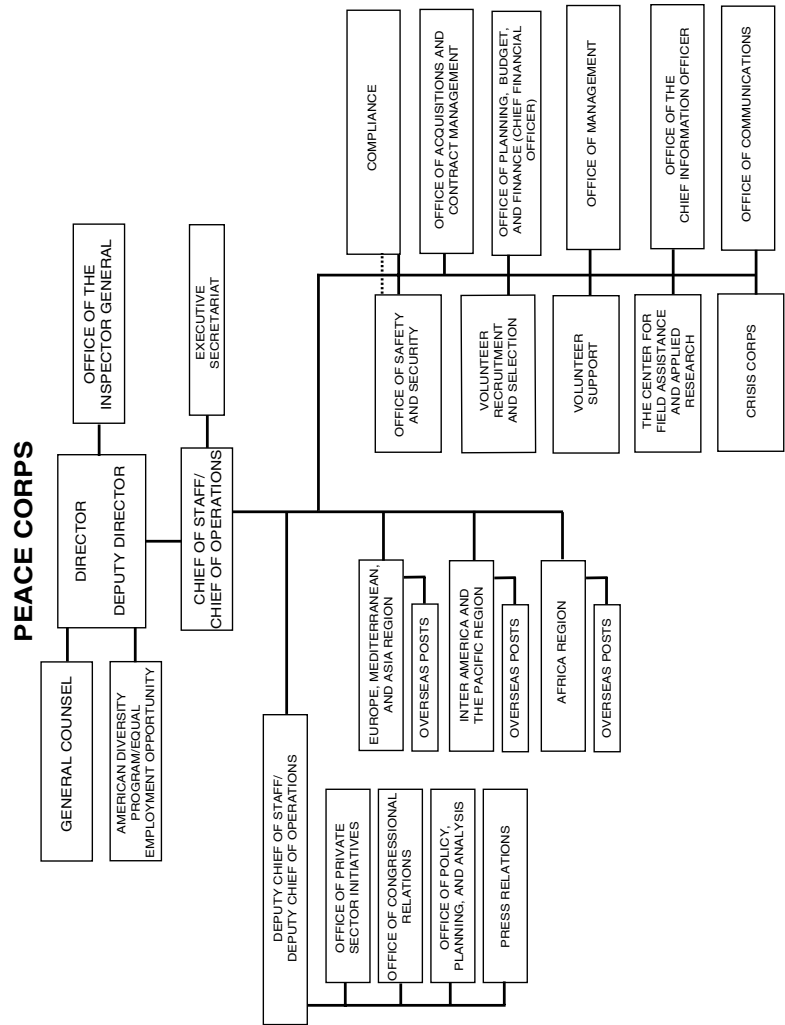 PEACE CORPS
DIRECTOR
DEPUTY DIRECTOR
OFFICE OF THE
INSPECTOR GENERAL
GENERAL COUNSEL
AMERICAN DIVERSITY
PROGRAM/EQUAL
EMPLOYMENT OPPORTUNITY
CHIEF OF STAFF/
CHIEF OF OPERATIONS
EXECUTIVE
SECRETARIAT
DEPUTY CHIEF OF STAFF/
DEPUTY CHIEF OF OPERATIONS
OFFICE OF PRIVATE
SECTOR INITIATIVES
OFFICE OF CONGRESSIONAL
RELATIONS
OFFICE OF POLICY,
PLANNING, AND ANALYSIS
PRESS RELATIONS
EUROPE, MEDITERRANEAN,
AND ASIA REGION
OVERSEAS POSTS
INTER AMERICA AND
THE PACIFIC REGION
OVERSEAS POSTS
AFRICA REGION
OVERSEAS POSTS
OFFICE OF SAFETY
AND SECURITY
COMPLIANCE
OFFICE OF ACQUISITIONS AND
CONTRACT MANAGEMENT
VOLUNTEER
RECRUITMENT
AND SELECTION
OFFICE OF PLANNING, BUDGET,
AND FINANCE (CHIEF FINANCIAL
OFFICER)
VOLUNTEER
SUPPORT
OFFICE OF MANAGEMENT
THE CENTER FOR
FIELD ASSISTANCE
AND APPLIED
RESEARCH
OFFICE OF THE
CHIEF INFORMATION OFFICER
CRISIS CORPS
OFFICE OF COMMUNICATIONS